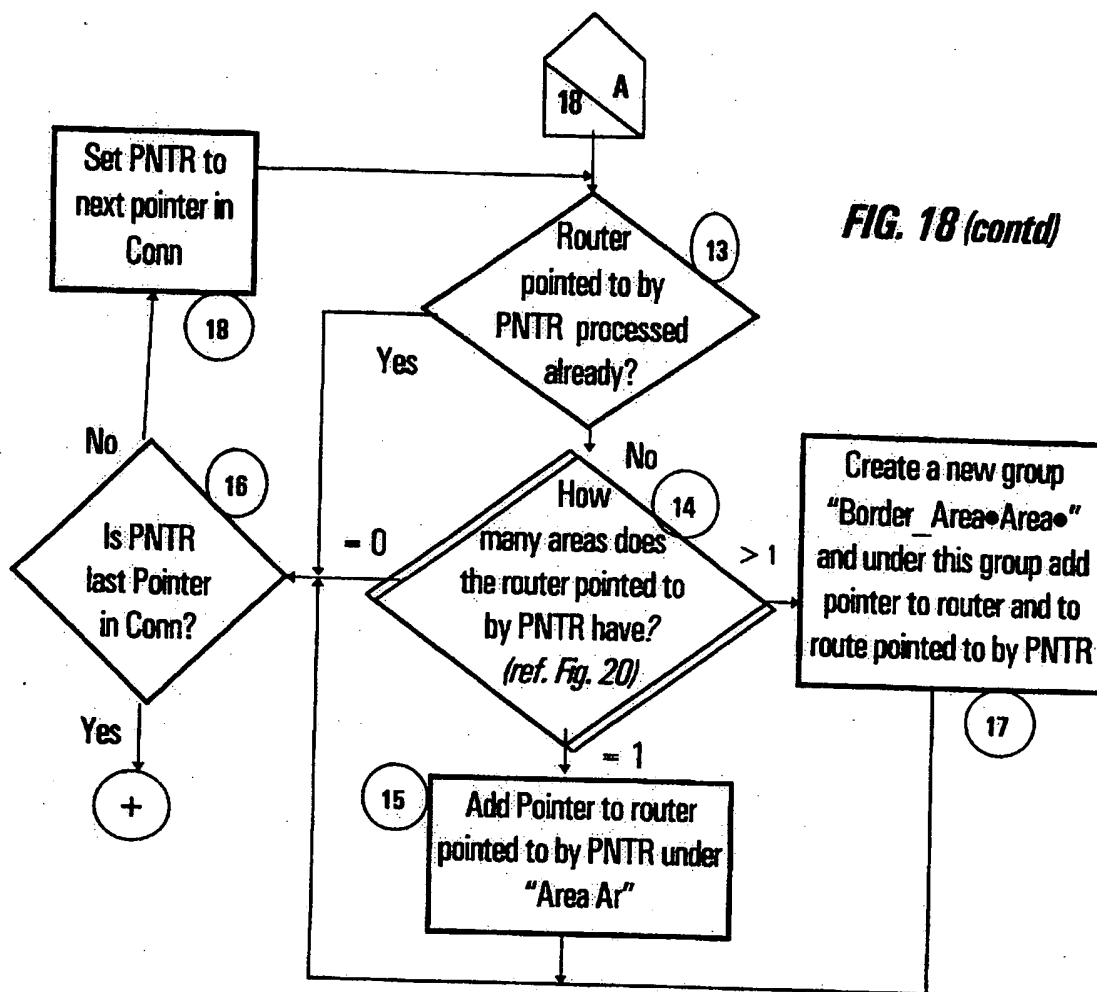 18 A
Set PNTR to
next pointer in
Conn
18
FIG. 18 (contd)
Router
pointed to by
PNTR processed
already?
13
Yes
No
No
16
Is PNTR
last Pointer
in Conn?
Yes
+
= 0
How
many areas does
the router pointed
to by PNTR have?
(ref. Fig. 20)
14
> 1
= 1
Create a new group
“Border_Area•Area•”
and under this group add
pointer to router and to
route pointed to by PNTR
17
15
Add Pointer to router
pointed to by PNTR under
“Area Ar”